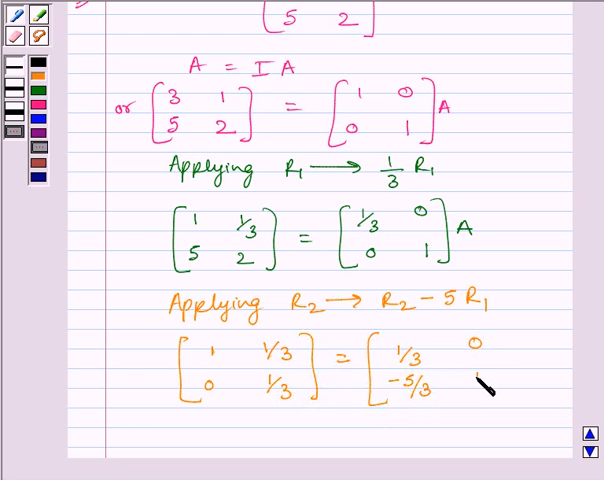 [5 2]
A = I A
or [3 1
5 2] = [1 0
0 1] A
Applying R₁ → 1/3 R₁
[1 1/3
5 2] = [1/3 0
0 1] A
Applying R₂ → R₂ - 5 R₁
[1 1/3
0 1/3] = [1/3 0
-5/3